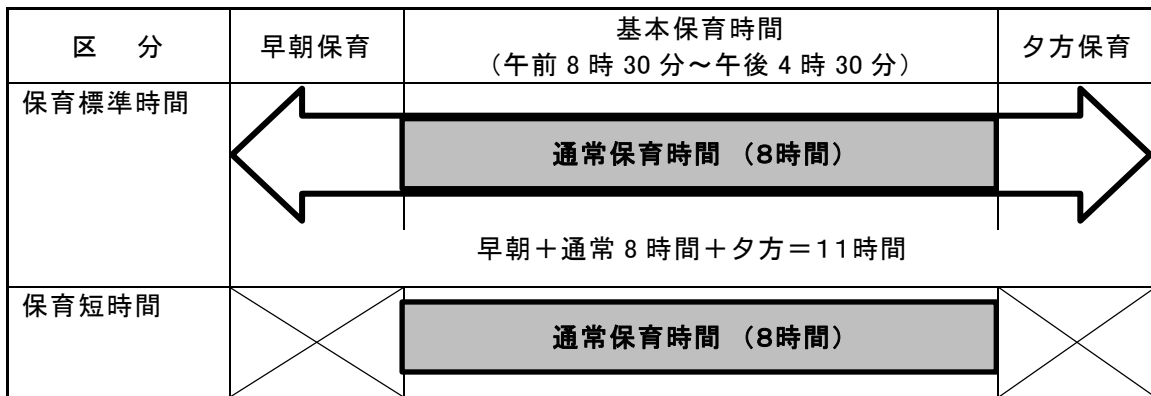 区 分
早朝保育
基本保育時間
(午前 8 時 30 分～午後 4 時 30 分)
夕方保育
保育標準時間
通常保育時間 (8時間)
早朝＋通常 8 時間＋夕方＝11時間
保育短時間
通常保育時間 (8時間)